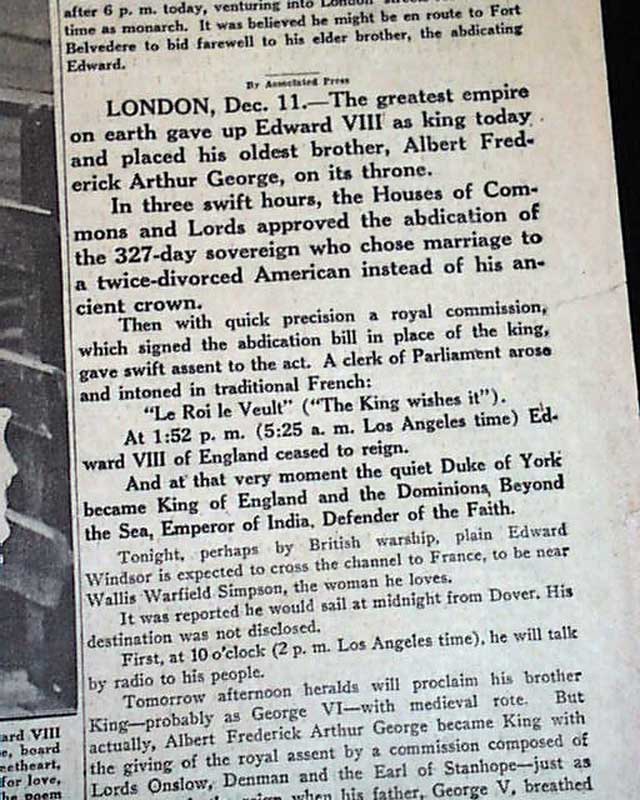 after 6 p. m. today, venturing into London
time as monarch. It was believed he might be en route to Fort
Belvedere to bid farewell to his elder brother, the abdicating
Edward.
By Associated Press
LONDON, Dec. 11.—The greatest empire
on earth gave up Edward VIII as king today
and placed his oldest brother, Albert Fred-
erick Arthur George, on its throne.
In three swift hours, the Houses of Com-
mons and Lords approved the abdication of
the 327-day sovereign who chose marriage to
a twice-divorced American instead of his an-
cient crown.
Then with quick precision a royal commission,
which signed the abdication bill in place of the king,
gave swift assent to the act. A clerk of Parliament arose
and intoned in traditional French:
"Le Roi le Veult" ("The King wishes it").
At 1:52 p. m. (5:25 a. m. Los Angeles time) Ed-
ward VIII of England ceased to reign.
And at that very moment the quiet Duke of York
became King of England and the Dominions Beyond
the Sea, Emperor of India, Defender of the Faith.
Tonight, perhaps by British warship, plain Edward
Windsor is expected to cross the channel to France, to be near
Wallis Warfield Simpson, the woman he loves.
It was reported he would sail at midnight from Dover. His
destination was not disclosed.
First, at 10 o'clock (2 p. m. Los Angeles time), he will talk
by radio to his people.
Tomorrow afternoon heralds will proclaim his brother
King—probably as George VI—with medieval rote. But
actually, Albert Frederick Arthur George became King with
the giving of the royal assent by a commission composed of
Lords Onslow, Denman and the Earl of Stanhope—just as
when his father, George V, breathed
ard VIII
e, board
eetheart,
for love,
he poem